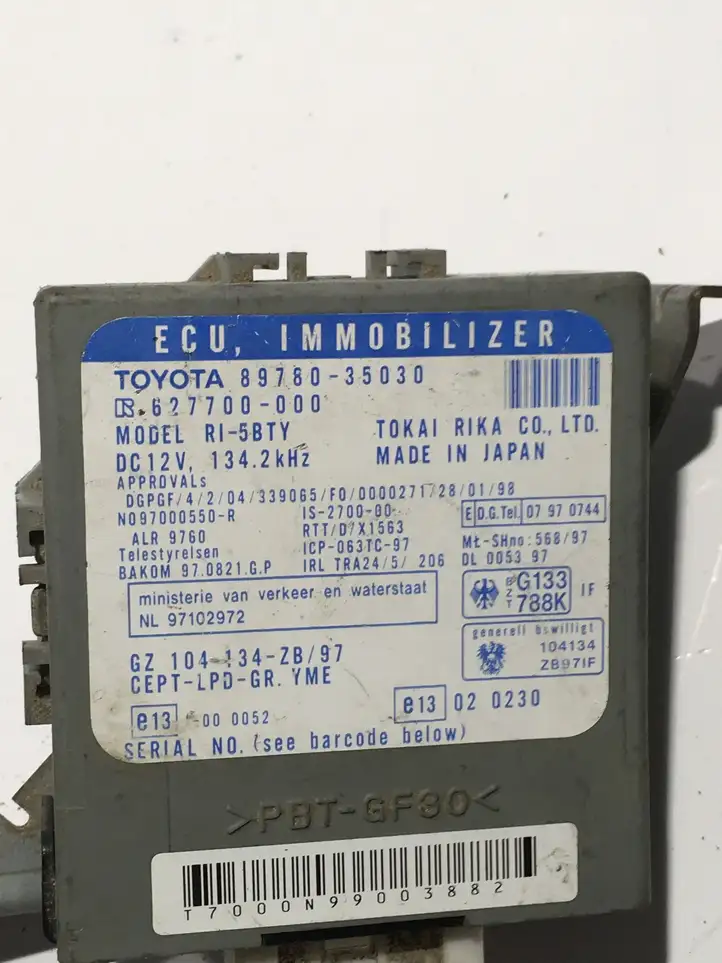 ECU, IMMOBILIZER
TOYOTA 89780-35030
R 627700-000
MODEL RI-5BTY TOKAI RIKA CO., LTD.
DC12V, 134.2kHz MADE IN JAPAN
APPROVALs
DGPGF/4/2/04/339065/F0/0000271/28/01/98
N097000550-R IS-2700-00 E D.G.Tel. 07 97 0744
ALR 9760 RTT/D/X1563
Telestyrelsen ICP-063TC-97 Mt-SHno:568/97
BAKOM 97.0821.G.P IRL TRA24/5/ 206 DL 0053 97
ministerie van verkeer en waterstaat
NL 97102972
BZT G133 788K IF
generell bswilligt
104134
ZB97IF
GZ 104-134-ZB/97
CEPT-LPD-GR. YME
e13 00 0052 e13 02 0230
SERIAL NO. (see barcode below)
>PBT-GF30<
T7000N99003882